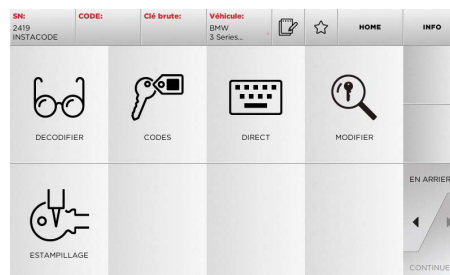 SN:
2419
INSTACODE
CODE:
Clé brute:
Véhicule:
BMW
3 Series...
HOME
INFO
DECODIFIER
CODES
DIRECT
MODIFIER
EN ARRIER
ESTAMPILLAGE
CONTINUE